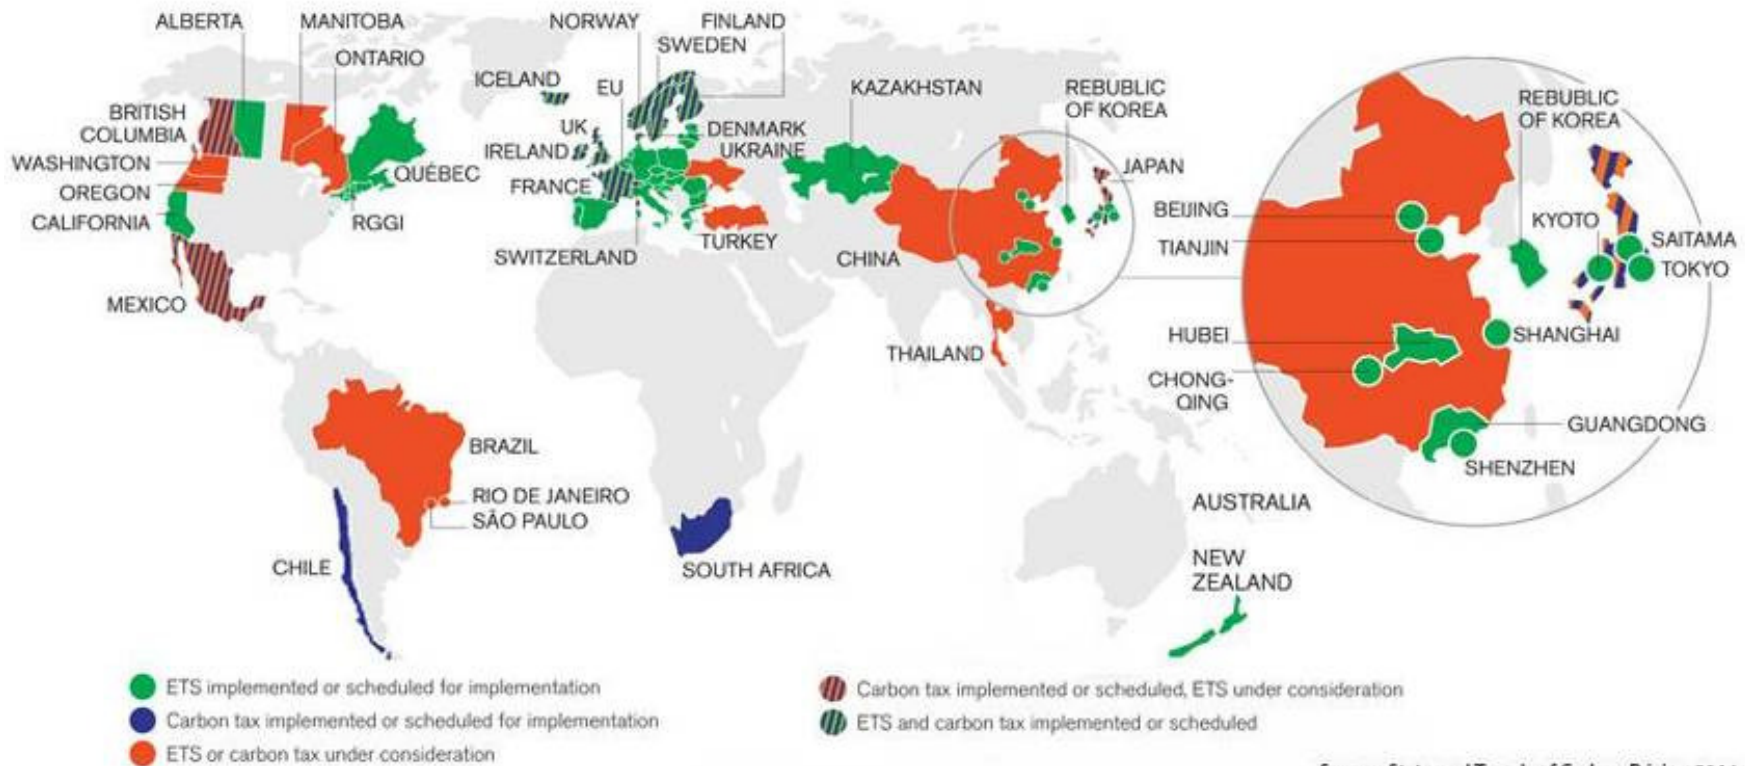 ALBERTA
MANITOBA
ONTARIO
BRITISH
COLUMBIA
WASHINGTON
OREGON
CALIFORNIA
QUÉBEC
RGGI
MEXICO
NORWAY
FINLAND
SWEDEN
ICELAND
EU
UK
IRELAND
FRANCE
DENMARK
UKRAINE
SWITZERLAND
TURKEY
KAZAKHSTAN
REBUBLIC
OF KOREA
JAPAN
CHINA
THAILAND
BRAZIL
RIO DE JANEIRO
SÃO PAULO
CHILE
SOUTH AFRICA
AUSTRALIA
NEW
ZEALAND
REBUBLIC
OF KOREA
BEIJING
TIANJIN
KYOTO
SAITAMA
TOKYO
HUBEI
SHANGHAI
CHONG-
QING
GUANGDONG
SHENZHEN
ETS implemented or scheduled for implementation
Carbon tax implemented or scheduled for implementation
ETS or carbon tax under consideration
Carbon tax implemented or scheduled, ETS under consideration
ETS and carbon tax implemented or scheduled